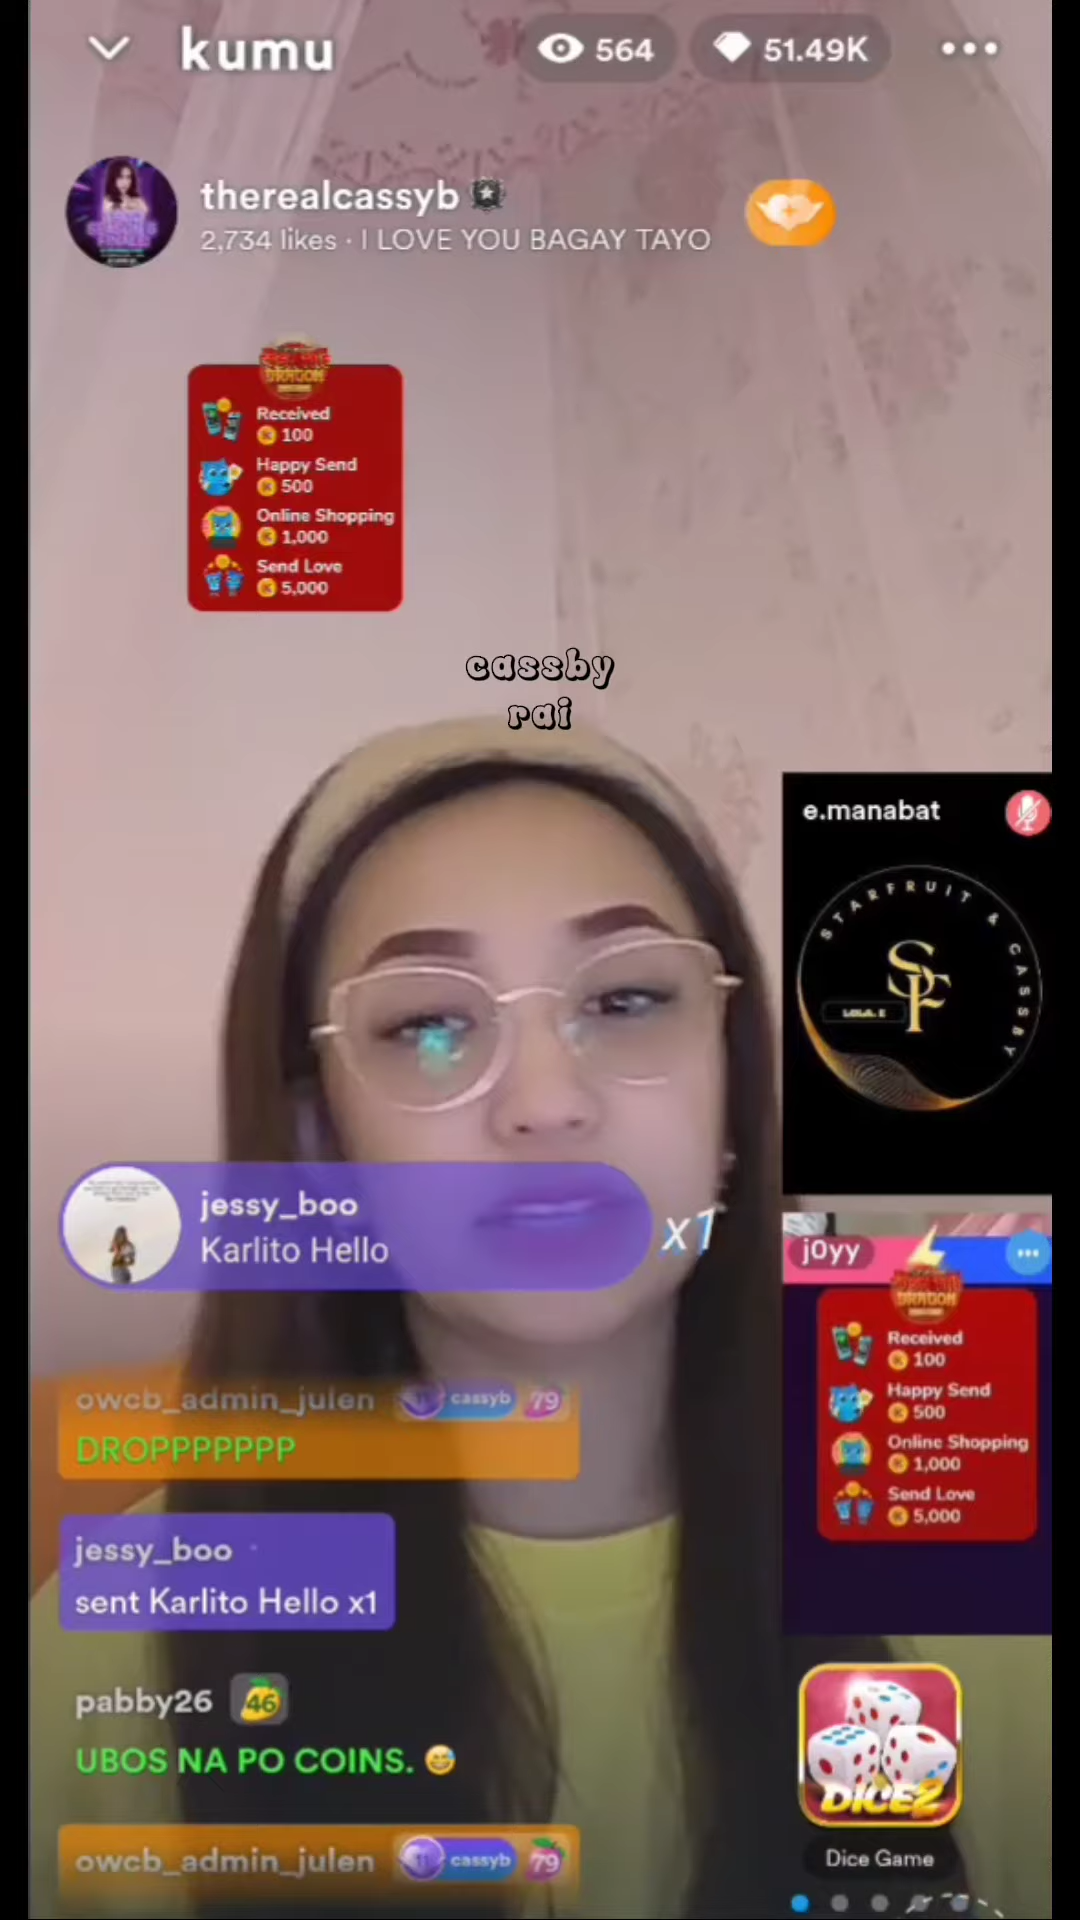 kumu
564
51.49K
therealcassyb
2,734 likes · I LOVE YOU BAGAY TAYO
DRAGON
Received
100
Happy Send
500
Online Shopping
1,000
Send Love
5,000
cassby
rai
e.manabat
STARFRUIT & CASSBY
SF
LOLA. E
jessy_boo
Karlito Hello
x1
j0yy
DRAGON
Received
100
Happy Send
500
Online Shopping
1,000
Send Love
5,000
owcb_admin_julen cassyb 79
DROPPPPPPP
jessy_boo
sent Karlito Hello x1
pabby26 46
UBOS NA PO COINS. 😅
owcb_admin_julen cassyb 79
DICE2
Dice Game